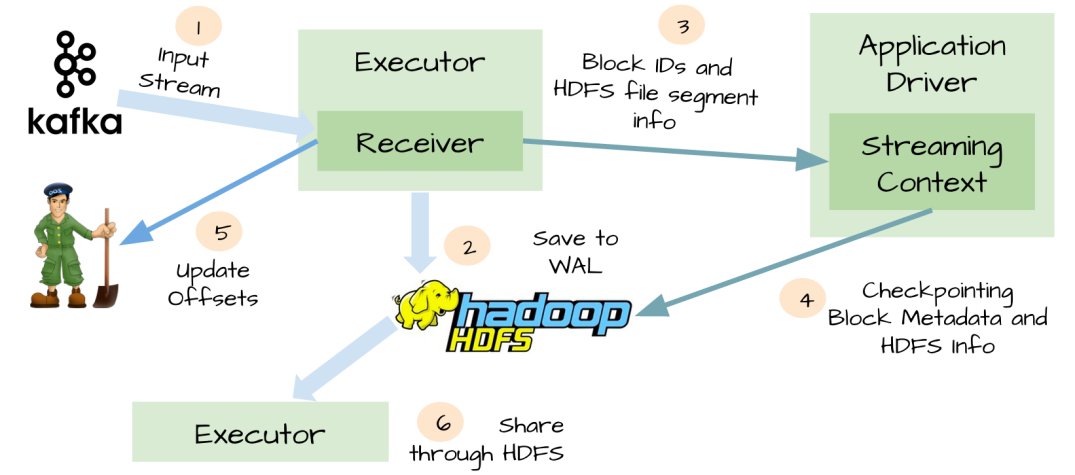 1
Input
Stream
kafka
Executor
Receiver
3
Block IDs and
HDFS file segment
info
Application
Driver
Streaming
Context
5
Update
Offsets
2
Save to
WAL
hadoop
HDFS
4
Checkpointing
Block Metadata and
HDFS Info
Executor
6
Share
through HDFS